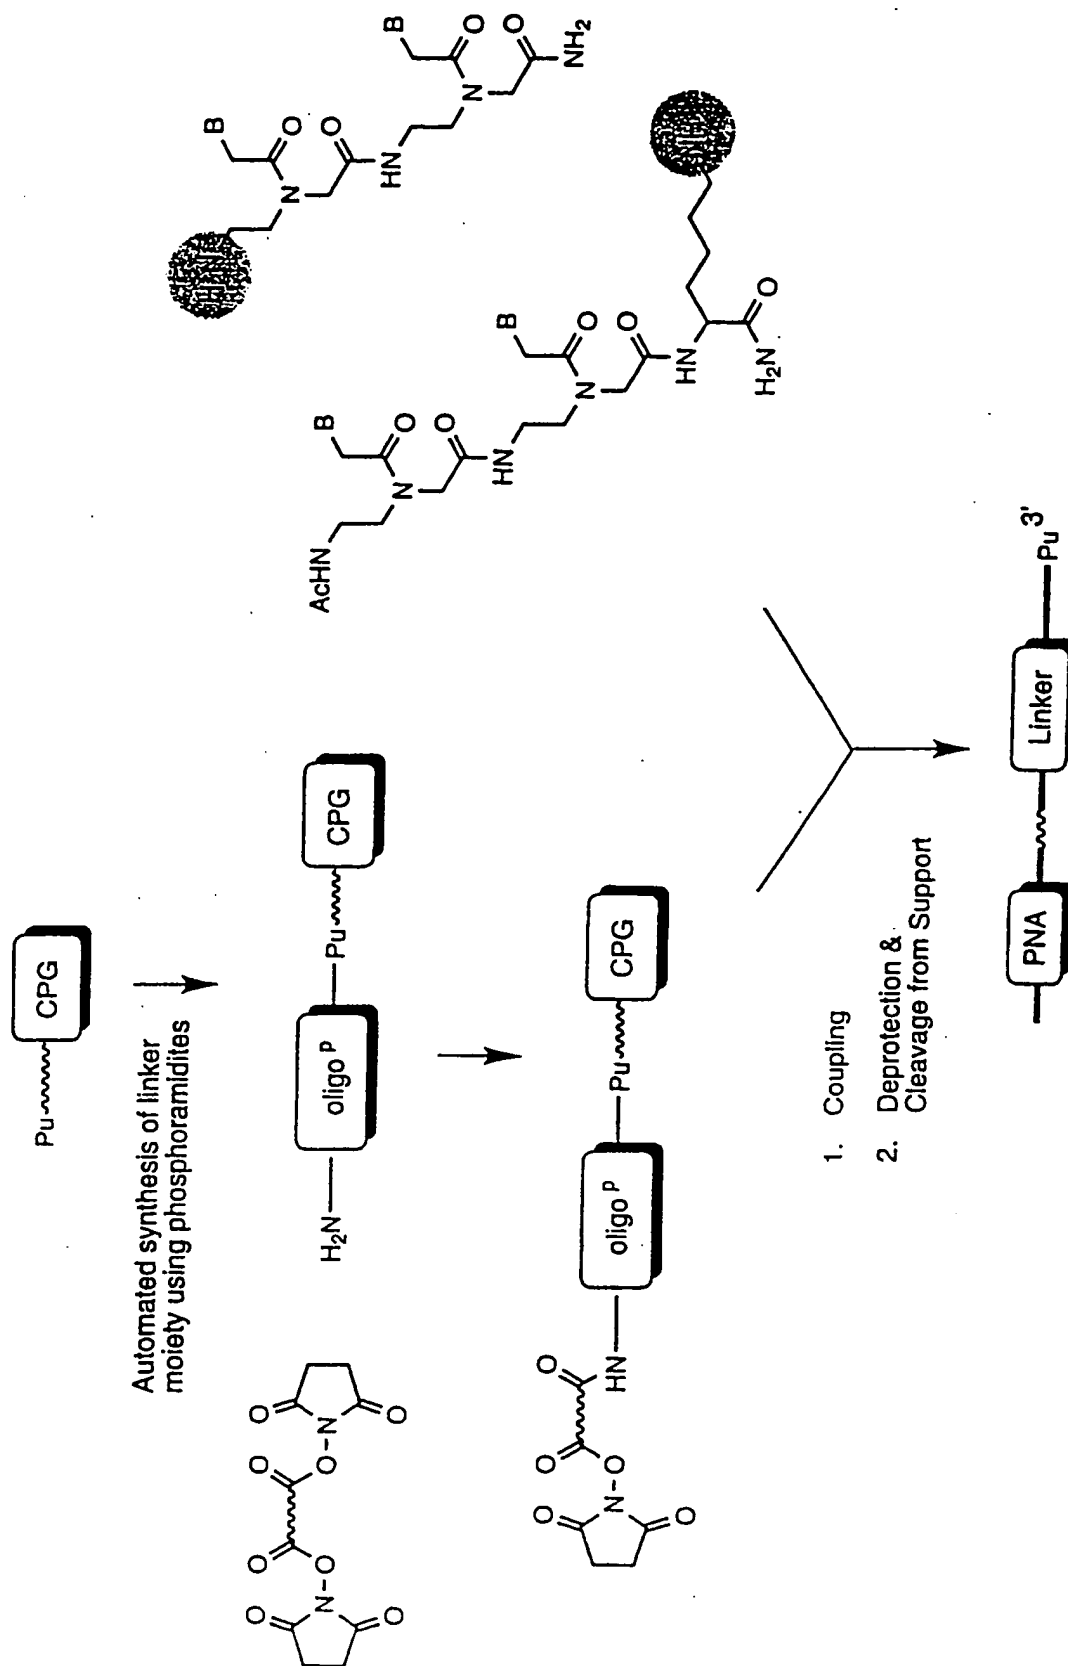 Pu CPG
Automated synthesis of linker
moiety using phosphoramidites
H₂N oligo ᵖ Pu CPG
O O N O O O O N O O
O O N O O O HN oligo ᵖ Pu CPG
B O N O HN B O N O NH₂
AcHN B O N O HN B O N O HN H₂N O
1. Coupling
2. Deprotection &
Cleavage from Support
PNA Linker Pu 3'